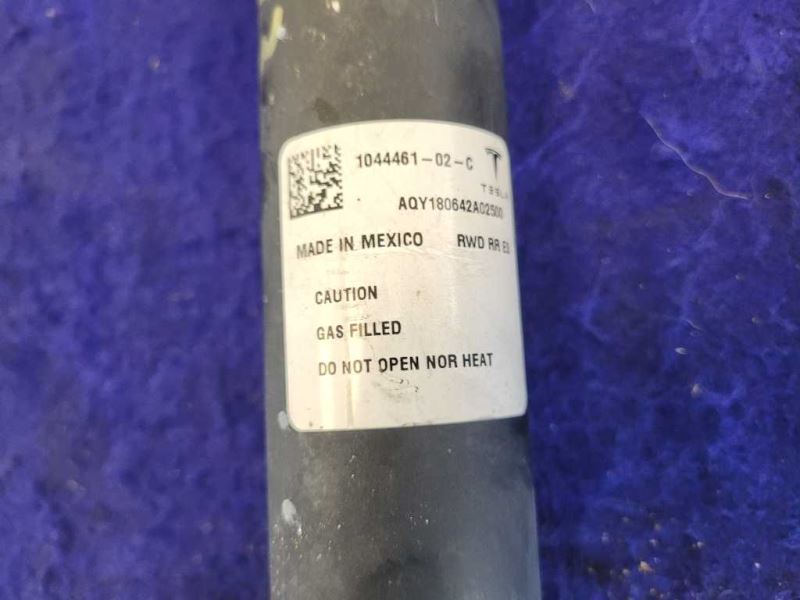 1044461-02-C
TESLA
AQY180642A02500
MADE IN MEXICO RWD RR
CAUTION
GAS FILLED
DO NOT OPEN NOR HEAT